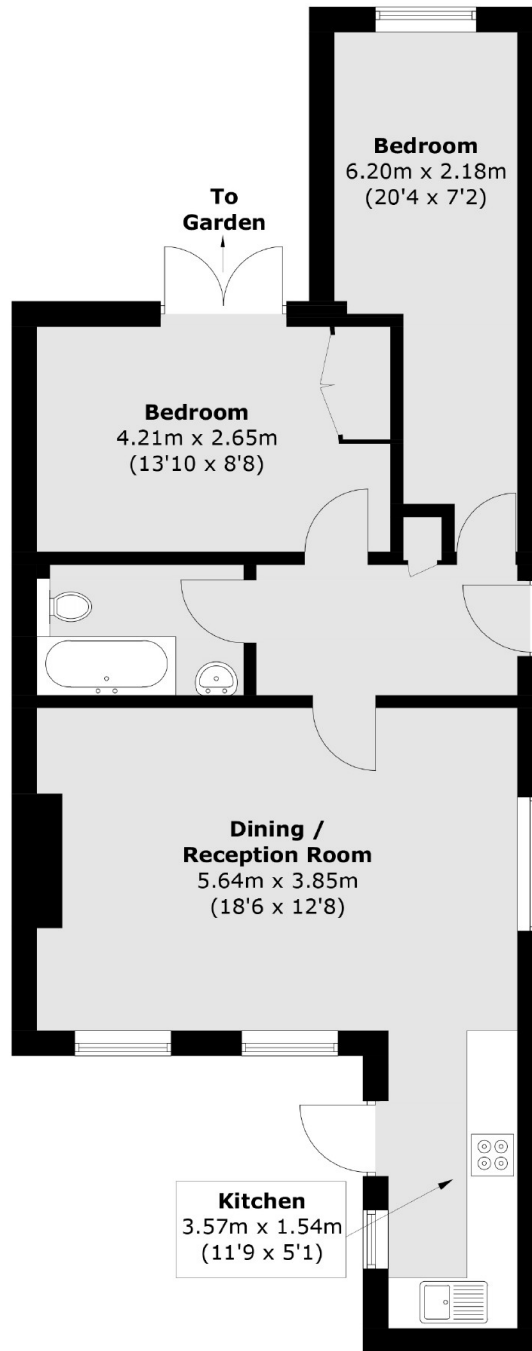 Bedroom
6.20m x 2.18m
(20'4 x 7'2)
To
Garden
Bedroom
4.21m x 2.65m
(13'10 x 8'8)
Dining /
Reception Room
5.64m x 3.85m
(18'6 x 12'8)
Kitchen
3.57m x 1.54m
(11'9 x 5'1)